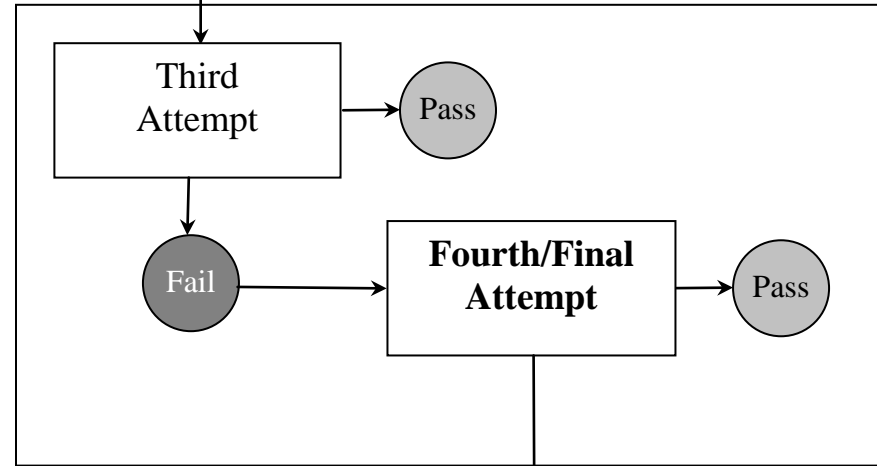 Third
Attempt
Pass
Fail
Fourth/Final
Attempt
Pass